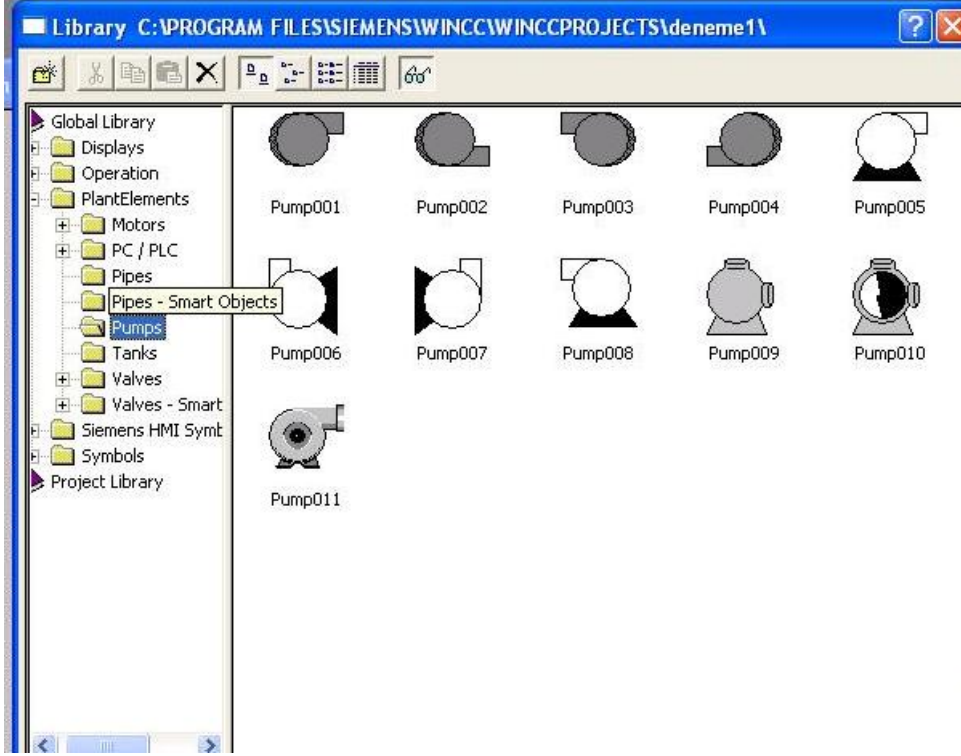 Library C:\PROGRAM FILES\SIEMENS\WINCC\WINCCPROJECTS\deneme1\
Global Library
Displays
Operation
PlantElements
Motors
PC / PLC
Pipes
Pipes - Smart Objects
Pumps
Tanks
Valves
Valves - Smart
Siemens HMI Symb
Symbols
Project Library
Pump001 Pump002 Pump003 Pump004 Pump005
Pump006 Pump007 Pump008 Pump009 Pump010
Pump011